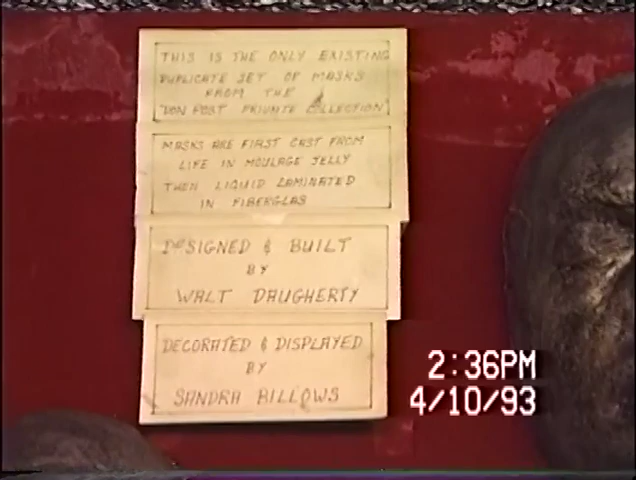 THIS IS THE ONLY EXISTING
DUPLICATE SET OF MASKS
FROM THE
"DON POST PRIVATE COLLECTION"
MASKS ARE FIRST CAST FROM
LIFE IN MOULAGE JELLY
THEN LIQUID LAMINATED
IN FIBERGLAS
DESIGNED & BUILT
BY
WALT DAUGHERTY
DECORATED & DISPLAYED
BY
SANDRA BILLOWS
2:36PM
4/10/93